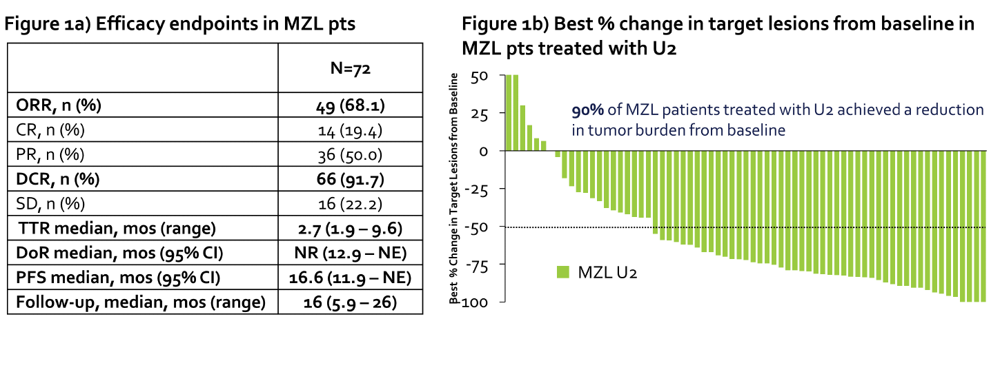 Figure 1a) Efficacy endpoints in MZL pts
N=72
ORR, n (%) 49 (68.1)
CR, n (%) 14 (19.4)
PR, n (%) 36 (50.0)
DCR, n (%) 66 (91.7)
SD, n (%) 16 (22.2)
TTR median, mos (range) 2.7 (1.9 – 9.6)
DoR median, mos (95% CI) NR (12.9 – NE)
PFS median, mos (95% CI) 16.6 (11.9 – NE)
Follow-up, median, mos (range) 16 (5.9 – 26)
Figure 1b) Best % change in target lesions from baseline in
MZL pts treated with U2
Best % Change in Target Lesions from Baseline
50
25
0
-25
-50
-75
-100
90% of MZL patients treated with U2 achieved a reduction
in tumor burden from baseline
MZL U2